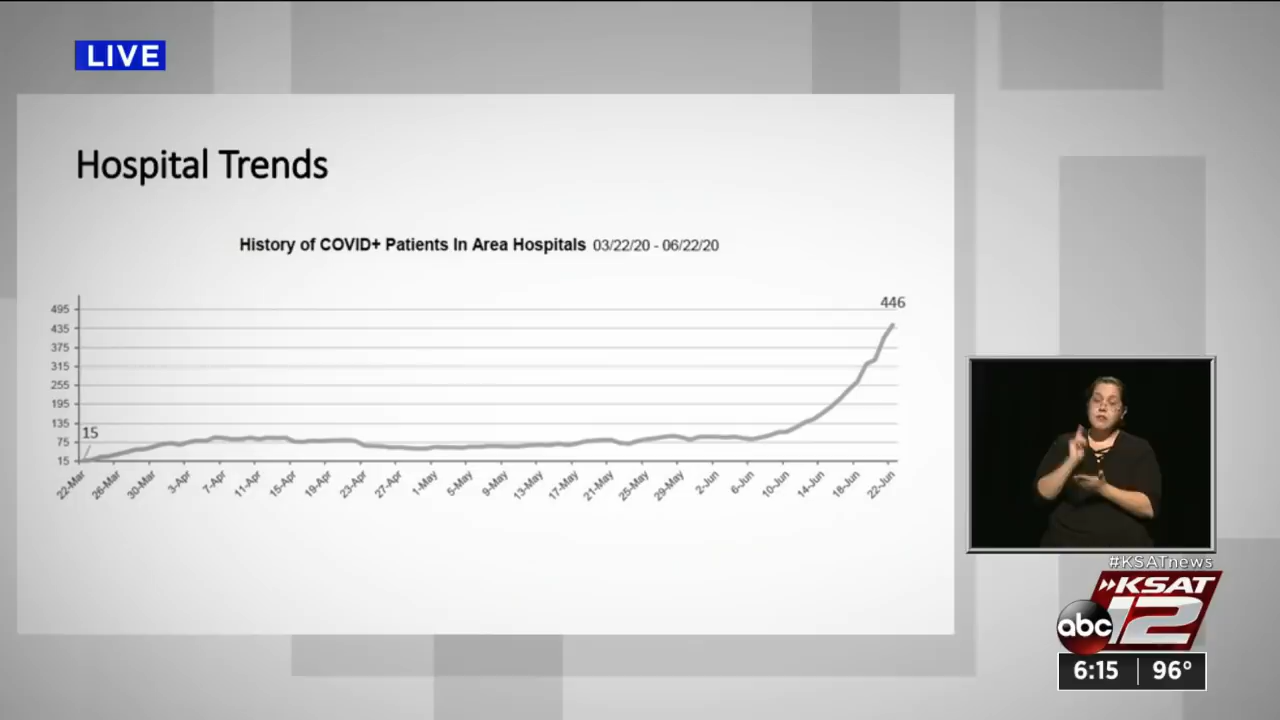 LIVE
Hospital Trends
History of COVID+ Patients In Area Hospitals 03/22/20 - 06/22/20
446
495
435
375
315
255
195
135
75
15
15
22-Mar
26-Mar
30-Mar
3-Apr
7-Apr
11-Apr
15-Apr
19-Apr
23-Apr
27-Apr
1-May
5-May
9-May
13-May
17-May
21-May
25-May
29-May
2-Jun
6-Jun
10-Jun
14-Jun
18-Jun
22-Jun
#KSATnews
KSAT
abc 12
6:15 96°